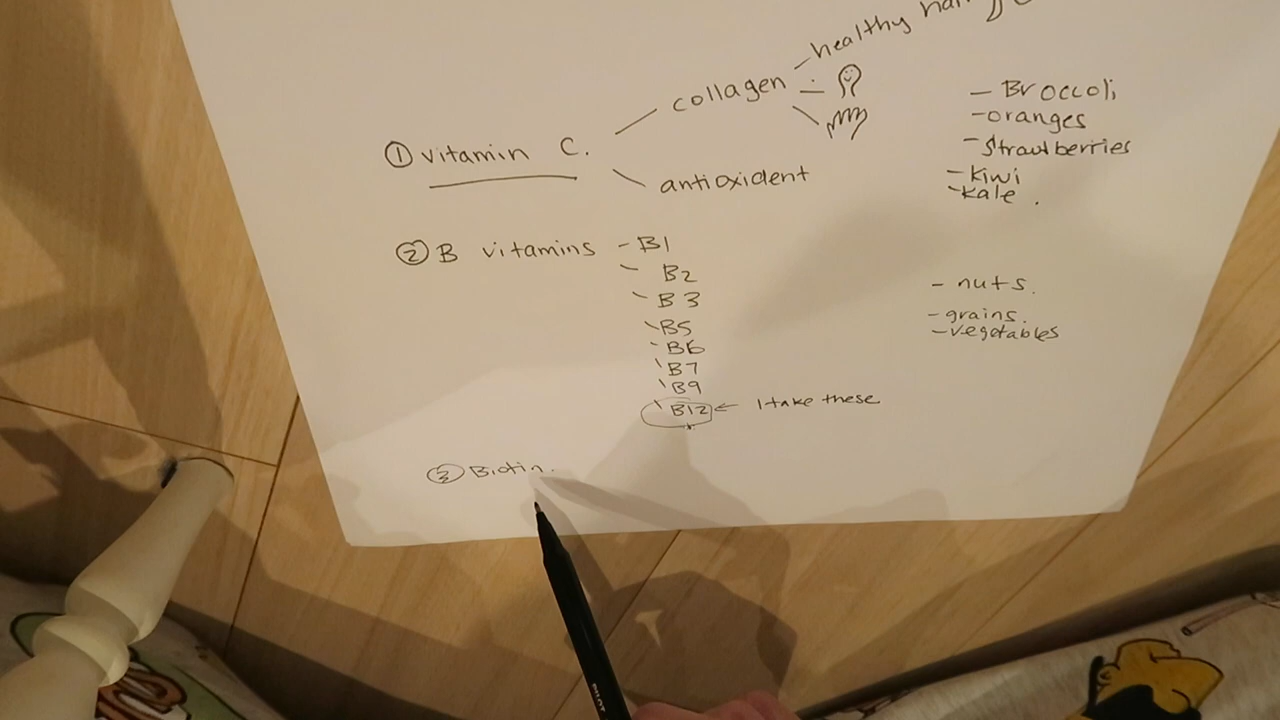 - healthy
① vitamin C. - collagen
- antioxident
- Broccoli
- oranges
- Strawberries
- Kiwi
- Kale.
② B vitamins - B1
- B2
- B3
- B5
- B6
- B7
- B9
- B12 ← I take these
- nuts.
- grains.
- vegetables
③ Biotin.
PILOT